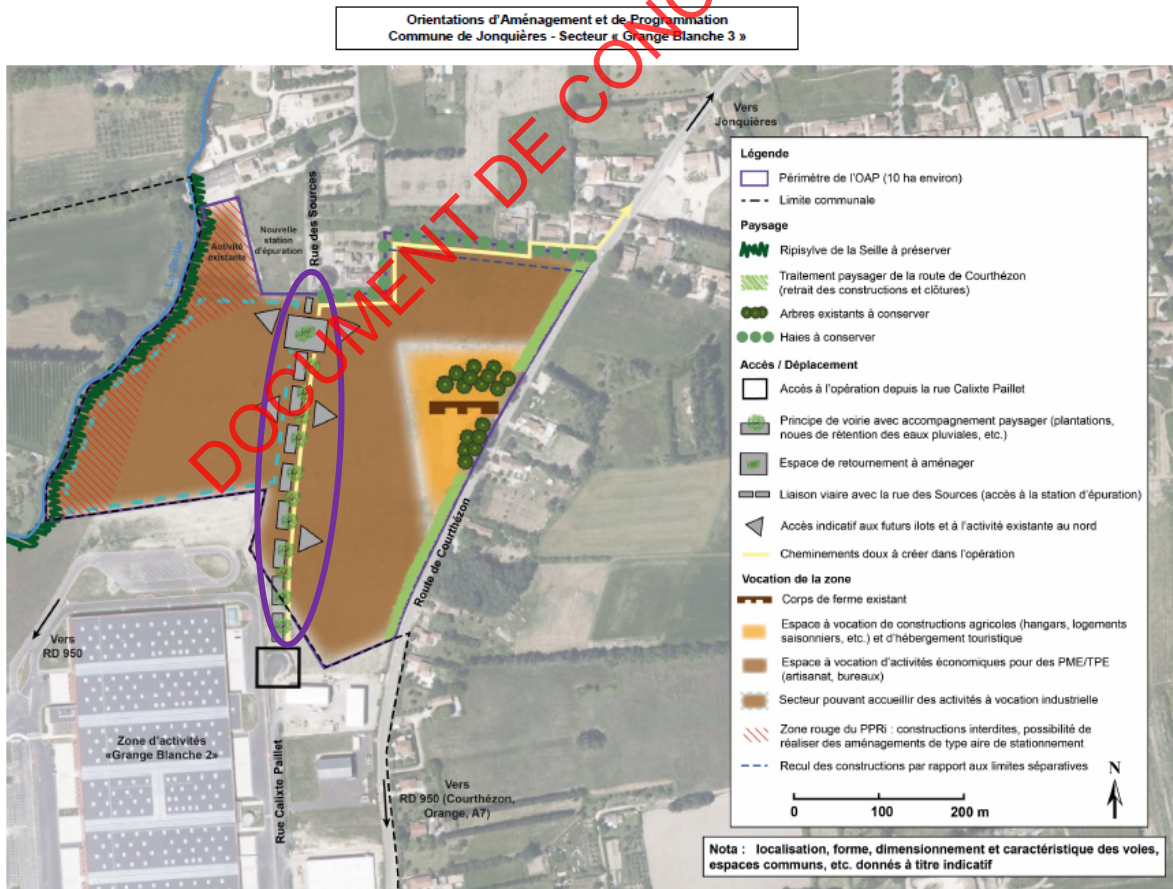 Orientations d'Aménagement et de Programmation
Commune de Jonquières - Secteur « Grange Blanche 3 »
DOCUMENT DE CONC
Vers
Jonquières
Rue des Sources
Nouvelle
station
d'épuration
Activité
existante
La Seille
Route de Courthézon
Vers
RD 950
Zone d'activités
«Grange Blanche 2»
Rue Calixte Paillet
Vers
RD 950 (Courthézon,
Orange, A7)
Légende
Périmètre de l'OAP (10 ha environ)
Limite communale
Paysage
Ripisylve de la Seille à préserver
Traitement paysager de la route de Courthézon
(retrait des constructions et clôtures)
Arbres existants à conserver
Haies à conserver
Accès / Déplacement
Accès à l'opération depuis la rue Calixte Paillet
Principe de voirie avec accompagnement paysager (plantations,
noues de rétention des eaux pluviales, etc.)
Espace de retournement à aménager
Liaison viaire avec la rue des Sources (accès à la station d'épuration)
Accès indicatif aux futurs ilots et à l'activité existante au nord
Cheminements doux à créer dans l'opération
Vocation de la zone
Corps de ferme existant
Espace à vocation de constructions agricoles (hangars, logements
saisonniers, etc.) et d'hébergement touristique
Espace à vocation d'activités économiques pour des PME/TPE
(artisanat, bureaux)
Secteur pouvant accueillir des activités à vocation industrielle
Zone rouge du PPRi : constructions interdites, possibilité de
réaliser des aménagements de type aire de stationnement
Recul des constructions par rapport aux limites séparatives
N
0 100 200 m
Nota : localisation, forme, dimensionnement et caractéristique des voies,
espaces communs, etc. donnés à titre indicatif